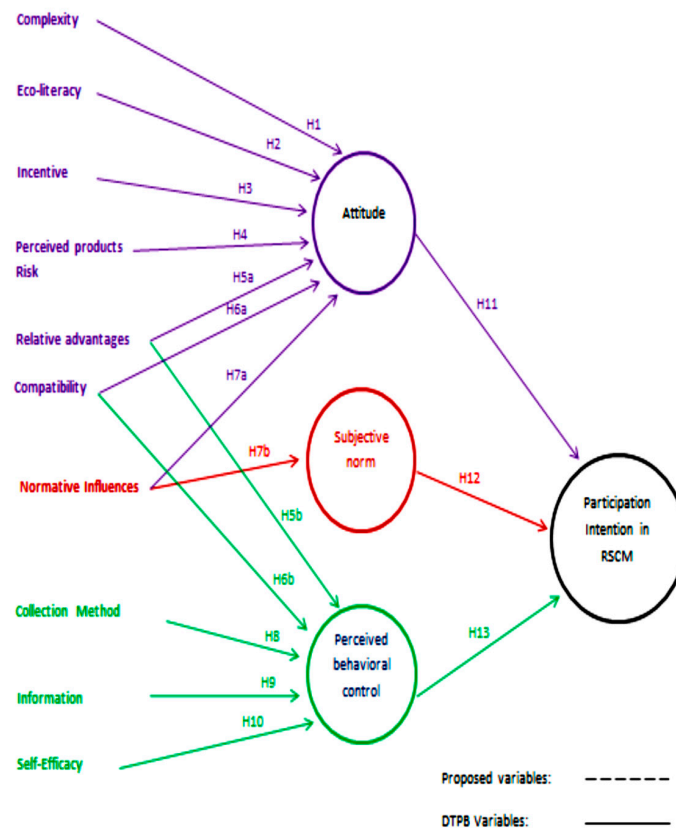 Complexity
H1
Eco-literacy
H2
Incentive
H3
Attitude
Perceived products
Risk
H4
H5a
H6a
Relative advantages
H11
Compatibility
H7a
Normative Influences
H7b
Subjective
norm
H12
H5b
H6b
Participation
Intention in
RSCM
Collection Method
H8
Perceived
behavioral
control
H13
Information
H9
H10
Self-Efficacy
Proposed variables:
DTPB Variables: